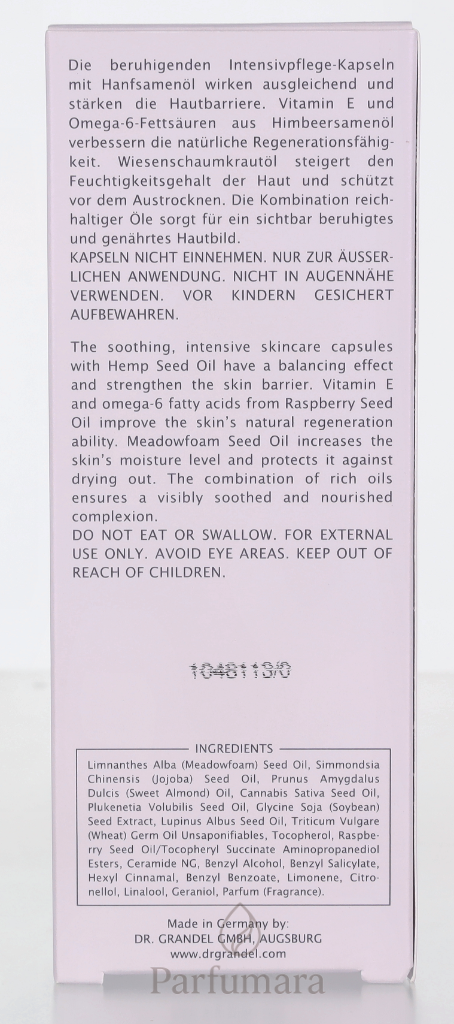 Die beruhigenden Intensivpflege-Kapseln
mit Hanfsamenöl wirken ausgleichend und
stärken die Hautbarriere. Vitamin E und
Omega-6-Fettsäuren aus Himbeersamenöl
verbessern die natürliche Regenerationsfähig-
keit. Wiesenschaumkrautöl steigert den
Feuchtigkeitsgehalt der Haut und schützt
vor dem Austrocknen. Die Kombination reich-
haltiger Öle sorgt für ein sichtbar beruhigtes
und genährtes Hautbild.
KAPSELN NICHT EINNEHMEN. NUR ZUR ÄUSSER-
LICHEN ANWENDUNG. NICHT IN AUGENNÄHE
VERWENDEN. VOR KINDERN GESICHERT
AUFBEWAHREN.
The soothing, intensive skincare capsules
with Hemp Seed Oil have a balancing effect
and strengthen the skin barrier. Vitamin E
and omega-6 fatty acids from Raspberry Seed
Oil improve the skin's natural regeneration
ability. Meadowfoam Seed Oil increases the
skin's moisture level and protects it against
drying out. The combination of rich oils
ensures a visibly soothed and nourished
complexion.
DO NOT EAT OR SWALLOW. FOR EXTERNAL
USE ONLY. AVOID EYE AREAS. KEEP OUT OF
REACH OF CHILDREN.
1048113/0
INGREDIENTS
Limnanthes Alba (Meadowfoam) Seed Oil, Simmondsia
Chinensis (Jojoba) Seed Oil, Prunus Amygdalus
Dulcis (Sweet Almond) Oil, Cannabis Sativa Seed Oil,
Plukenetia Volubilis Seed Oil, Glycine Soja (Soybean)
Seed Extract, Lupinus Albus Seed Oil, Triticum Vulgare
(Wheat) Germ Oil Unsaponifiables, Tocopherol, Raspbe-
rry Seed Oil/Tocopheryl Succinate Aminopropanediol
Esters, Ceramide NG, Benzyl Alcohol, Benzyl Salicylate,
Hexyl Cinnamal, Benzyl Benzoate, Limonene, Citro-
nellol, Linalool, Geraniol, Parfum (Fragrance).
Made in Germany by:
DR. GRANDEL GMBH, AUGSBURG
www.drgrandel.com
Parfumara